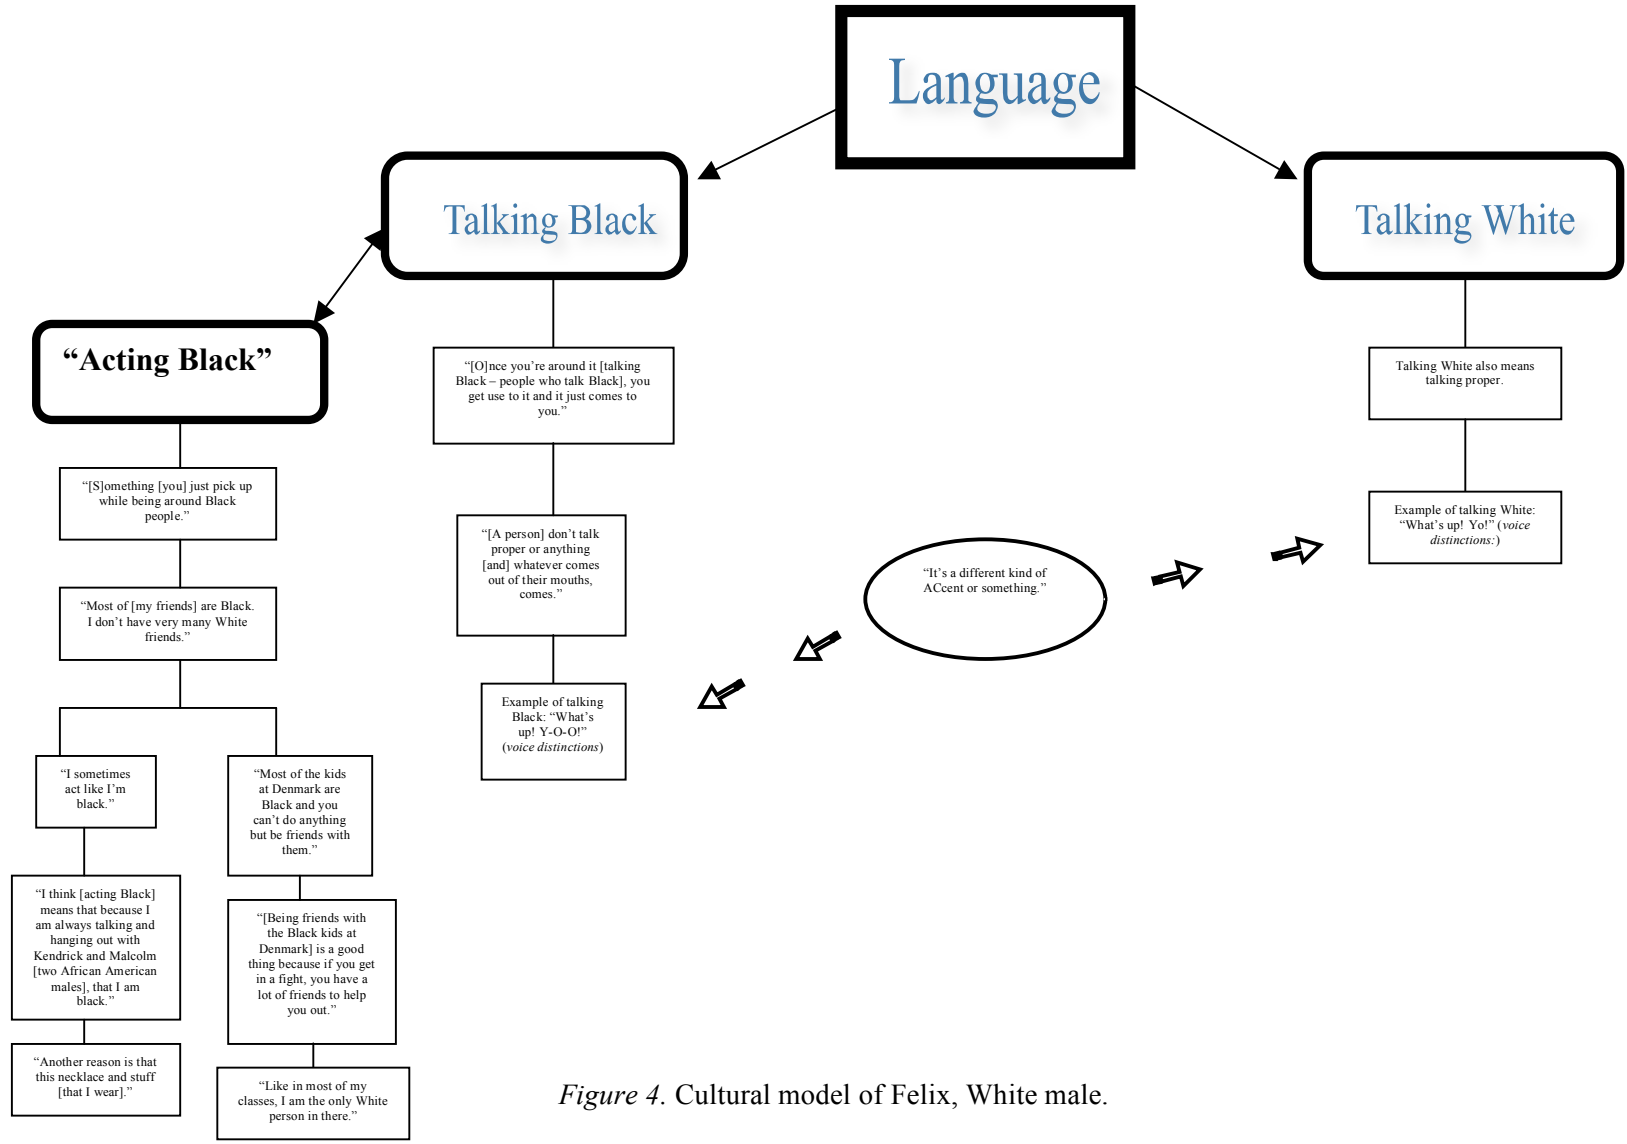 Language
Talking Black
Talking White
“Acting Black”
“[S]omething [you] just pick up
while being around Black
people.”
“Most of [my friends] are Black.
I don’t have very many White
friends.”
“I sometimes
act like I’m
black.”
“I think [acting Black]
means that because I
am always talking and
hanging out with
Kendrick and Malcolm
[two African American
males], that I am
black.”
“Another reason is that
this necklace and stuff
[that I wear].”
“Most of the kids
at Denmark are
Black and you
can’t do anything
but be friends with
them.”
“[Being friends with
the Black kids at
Denmark] is a good
thing because if you get
in a fight, you have a
lot of friends to help
you out.”
“Like in most of my
classes, I am the only White
person in there.”
“[O]nce you’re around it [talking
Black – people who talk Black], you
get use to it and it just comes to
you.”
“[A person] don’t talk
proper or anything
[and] whatever comes
out of their mouths,
comes.”
Example of talking
Black: “What’s
up! Y-O-O!”
(voice distinctions)
“It’s a different kind of
ACcent or something.”
Talking White also means
talking proper.
Example of talking White:
“What’s up! Yo!” (voice
distinctions:)
Figure 4. Cultural model of Felix, White male.